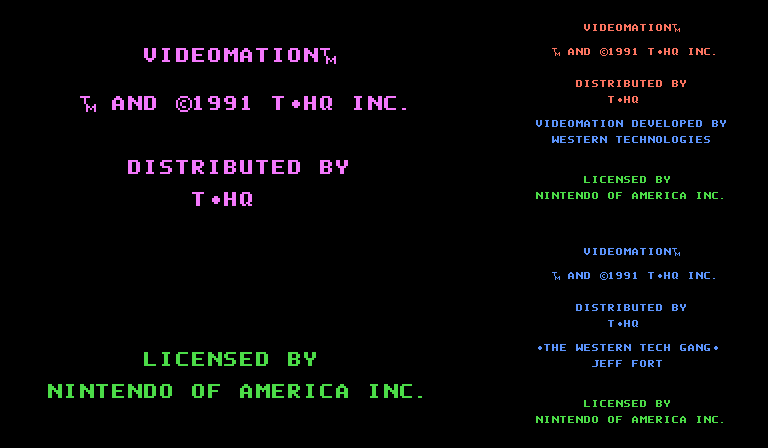 VIDEOMATION™
™ AND ©1991 T•HQ INC.
DISTRIBUTED BY
T•HQ
LICENSED BY
NINTENDO OF AMERICA INC.
VIDEOMATION™
™ AND ©1991 T•HQ INC.
DISTRIBUTED BY
T•HQ
VIDEOMATION DEVELOPED BY
WESTERN TECHNOLOGIES
LICENSED BY
NINTENDO OF AMERICA INC.
VIDEOMATION™
™ AND ©1991 T•HQ INC.
DISTRIBUTED BY
T•HQ
•THE WESTERN TECH GANG•
JEFF FORT
LICENSED BY
NINTENDO OF AMERICA INC.